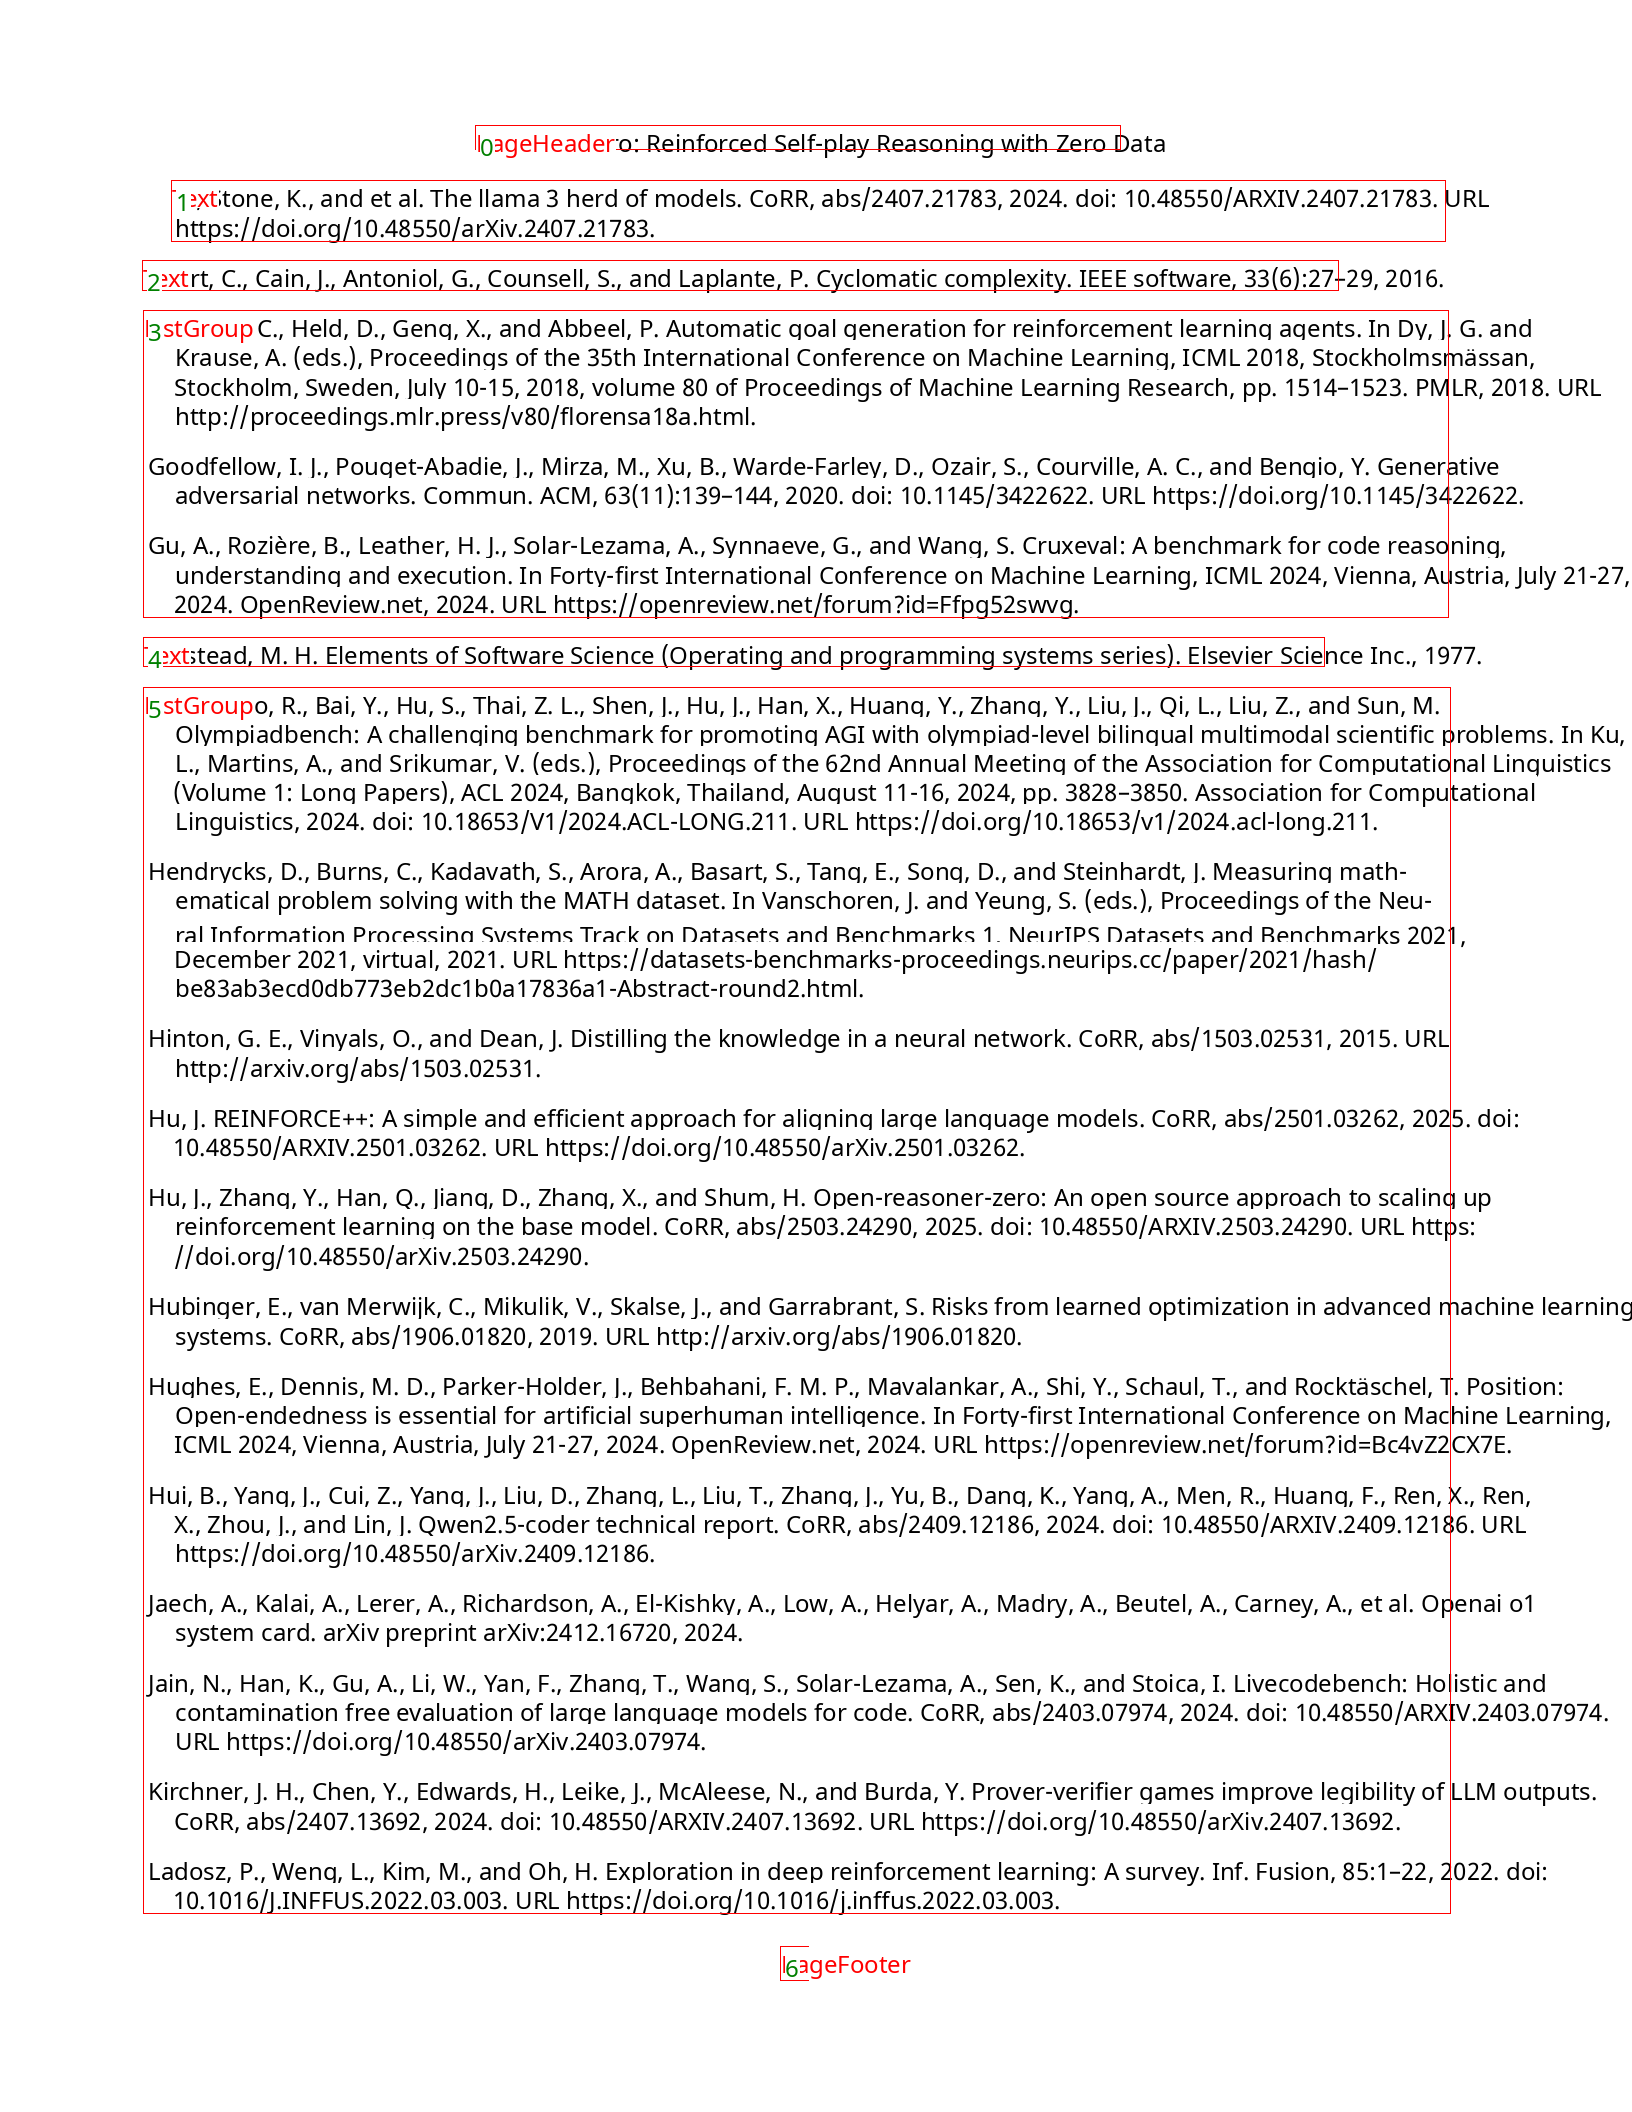 0 PageHeader o: Reinforced Self-play Reasoning with Zero Data
1 Text Stone, K., and et al. The llama 3 herd of models. CoRR, abs/2407.21783, 2024. doi: 10.48550/ARXIV.2407.21783. URL
https://doi.org/10.48550/arXiv.2407.21783.
2 Text rt, C., Cain, J., Antoniol, G., Counsell, S., and Laplante, P. Cyclomatic complexity. IEEE software, 33(6):27–29, 2016.
3 ListGroup C., Held, D., Geng, X., and Abbeel, P. Automatic goal generation for reinforcement learning agents. In Dy, J. G. and
Krause, A. (eds.), Proceedings of the 35th International Conference on Machine Learning, ICML 2018, Stockholmsmässan,
Stockholm, Sweden, July 10-15, 2018, volume 80 of Proceedings of Machine Learning Research, pp. 1514–1523. PMLR, 2018. URL
http://proceedings.mlr.press/v80/florensa18a.html.
Goodfellow, I. J., Pouget-Abadie, J., Mirza, M., Xu, B., Warde-Farley, D., Ozair, S., Courville, A. C., and Bengio, Y. Generative
adversarial networks. Commun. ACM, 63(11):139–144, 2020. doi: 10.1145/3422622. URL https://doi.org/10.1145/3422622.
Gu, A., Rozière, B., Leather, H. J., Solar-Lezama, A., Synnaeve, G., and Wang, S. Cruxeval: A benchmark for code reasoning,
understanding and execution. In Forty-first International Conference on Machine Learning, ICML 2024, Vienna, Austria, July 21-27,
2024. OpenReview.net, 2024. URL https://openreview.net/forum?id=Ffpg52swvg.
4 Text stead, M. H. Elements of Software Science (Operating and programming systems series). Elsevier Science Inc., 1977.
5 ListGroup o, R., Bai, Y., Hu, S., Thai, Z. L., Shen, J., Hu, J., Han, X., Huang, Y., Zhang, Y., Liu, J., Qi, L., Liu, Z., and Sun, M.
Olympiadbench: A challenging benchmark for promoting AGI with olympiad-level bilingual multimodal scientific problems. In Ku,
L., Martins, A., and Srikumar, V. (eds.), Proceedings of the 62nd Annual Meeting of the Association for Computational Linguistics
(Volume 1: Long Papers), ACL 2024, Bangkok, Thailand, August 11-16, 2024, pp. 3828–3850. Association for Computational
Linguistics, 2024. doi: 10.18653/V1/2024.ACL-LONG.211. URL https://doi.org/10.18653/v1/2024.acl-long.211.
Hendrycks, D., Burns, C., Kadavath, S., Arora, A., Basart, S., Tang, E., Song, D., and Steinhardt, J. Measuring math-
ematical problem solving with the MATH dataset. In Vanschoren, J. and Yeung, S. (eds.), Proceedings of the Neu-
ral Information Processing Systems Track on Datasets and Benchmarks 1, NeurIPS Datasets and Benchmarks 2021,
December 2021, virtual, 2021. URL https://datasets-benchmarks-proceedings.neurips.cc/paper/2021/hash/
be83ab3ecd0db773eb2dc1b0a17836a1-Abstract-round2.html.
Hinton, G. E., Vinyals, O., and Dean, J. Distilling the knowledge in a neural network. CoRR, abs/1503.02531, 2015. URL
http://arxiv.org/abs/1503.02531.
Hu, J. REINFORCE++: A simple and efficient approach for aligning large language models. CoRR, abs/2501.03262, 2025. doi:
10.48550/ARXIV.2501.03262. URL https://doi.org/10.48550/arXiv.2501.03262.
Hu, J., Zhang, Y., Han, Q., Jiang, D., Zhang, X., and Shum, H. Open-reasoner-zero: An open source approach to scaling up
reinforcement learning on the base model. CoRR, abs/2503.24290, 2025. doi: 10.48550/ARXIV.2503.24290. URL https:
//doi.org/10.48550/arXiv.2503.24290.
Hubinger, E., van Merwijk, C., Mikulik, V., Skalse, J., and Garrabrant, S. Risks from learned optimization in advanced machine learning
systems. CoRR, abs/1906.01820, 2019. URL http://arxiv.org/abs/1906.01820.
Hughes, E., Dennis, M. D., Parker-Holder, J., Behbahani, F. M. P., Mavalankar, A., Shi, Y., Schaul, T., and Rocktäschel, T. Position:
Open-endedness is essential for artificial superhuman intelligence. In Forty-first International Conference on Machine Learning,
ICML 2024, Vienna, Austria, July 21-27, 2024. OpenReview.net, 2024. URL https://openreview.net/forum?id=Bc4vZ2CX7E.
Hui, B., Yang, J., Cui, Z., Yang, J., Liu, D., Zhang, L., Liu, T., Zhang, J., Yu, B., Dang, K., Yang, A., Men, R., Huang, F., Ren, X., Ren,
X., Zhou, J., and Lin, J. Qwen2.5-coder technical report. CoRR, abs/2409.12186, 2024. doi: 10.48550/ARXIV.2409.12186. URL
https://doi.org/10.48550/arXiv.2409.12186.
Jaech, A., Kalai, A., Lerer, A., Richardson, A., El-Kishky, A., Low, A., Helyar, A., Madry, A., Beutel, A., Carney, A., et al. Openai o1
system card. arXiv preprint arXiv:2412.16720, 2024.
Jain, N., Han, K., Gu, A., Li, W., Yan, F., Zhang, T., Wang, S., Solar-Lezama, A., Sen, K., and Stoica, I. Livecodebench: Holistic and
contamination free evaluation of large language models for code. CoRR, abs/2403.07974, 2024. doi: 10.48550/ARXIV.2403.07974.
URL https://doi.org/10.48550/arXiv.2403.07974.
Kirchner, J. H., Chen, Y., Edwards, H., Leike, J., McAleese, N., and Burda, Y. Prover-verifier games improve legibility of LLM outputs.
CoRR, abs/2407.13692, 2024. doi: 10.48550/ARXIV.2407.13692. URL https://doi.org/10.48550/arXiv.2407.13692.
Ladosz, P., Weng, L., Kim, M., and Oh, H. Exploration in deep reinforcement learning: A survey. Inf. Fusion, 85:1–22, 2022. doi:
10.1016/J.INFFUS.2022.03.003. URL https://doi.org/10.1016/j.inffus.2022.03.003.
6 PageFooter